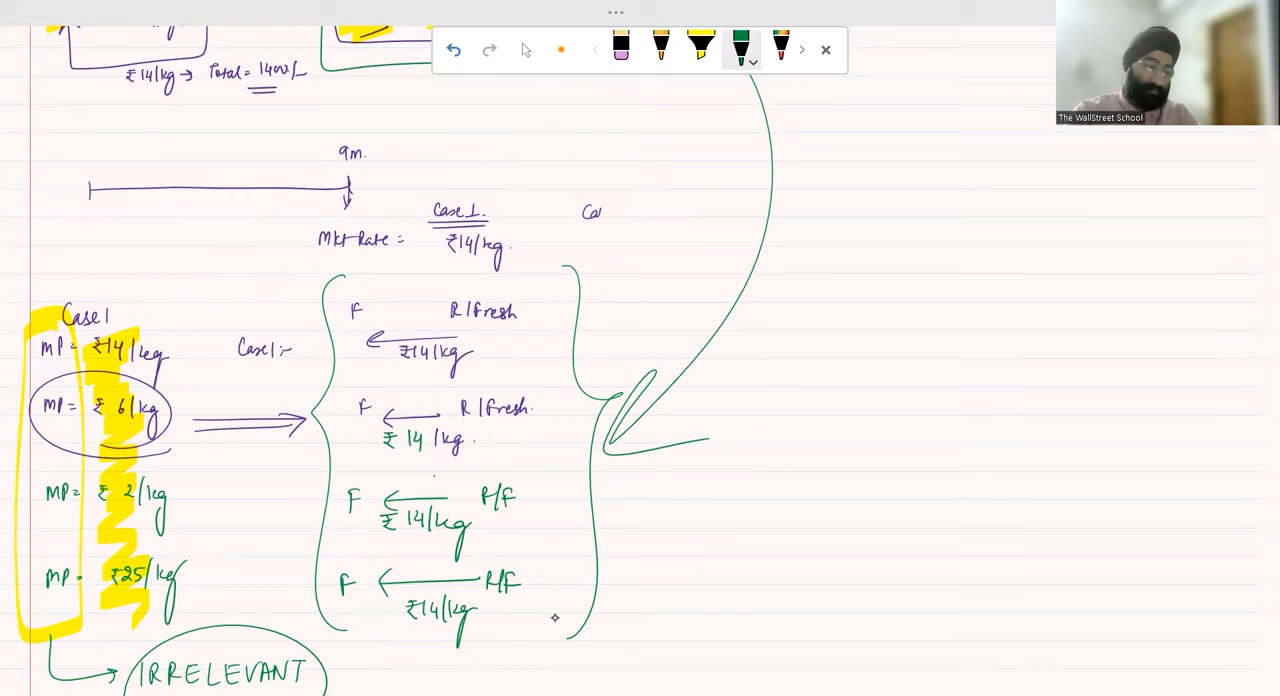 ₹14/kg → Total = 1400/-
The WallStreet School
9m.
Case 1. Ca
Mkt Rate = ₹14/kg.
Case 1
F R/Fresh
MP = ₹14/kg Case 1:- ₹14/kg
MP = ₹ 6/kg F R/Fresh.
₹ 14/kg.
MP = ₹ 2/kg F R/F
₹14/kg
MP = ₹25/kg F R/F
₹14/kg
IRRELEVANT